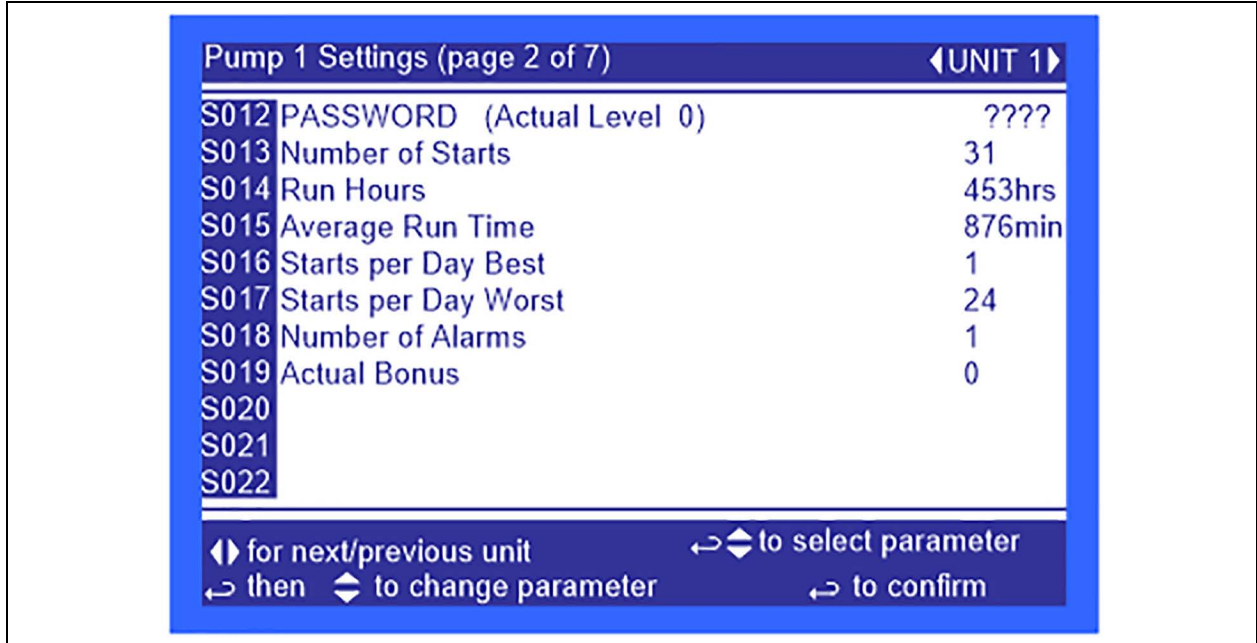 Pump 1 Settings (page 2 of 7) UNIT 1
S012 PASSWORD (Actual Level 0) ????
S013 Number of Starts 31
S014 Run Hours 453hrs
S015 Average Run Time 876min
S016 Starts per Day Best 1
S017 Starts per Day Worst 24
S018 Number of Alarms 1
S019 Actual Bonus 0
S020
S021
S022
for next/previous unit to select parameter
then to change parameter to confirm